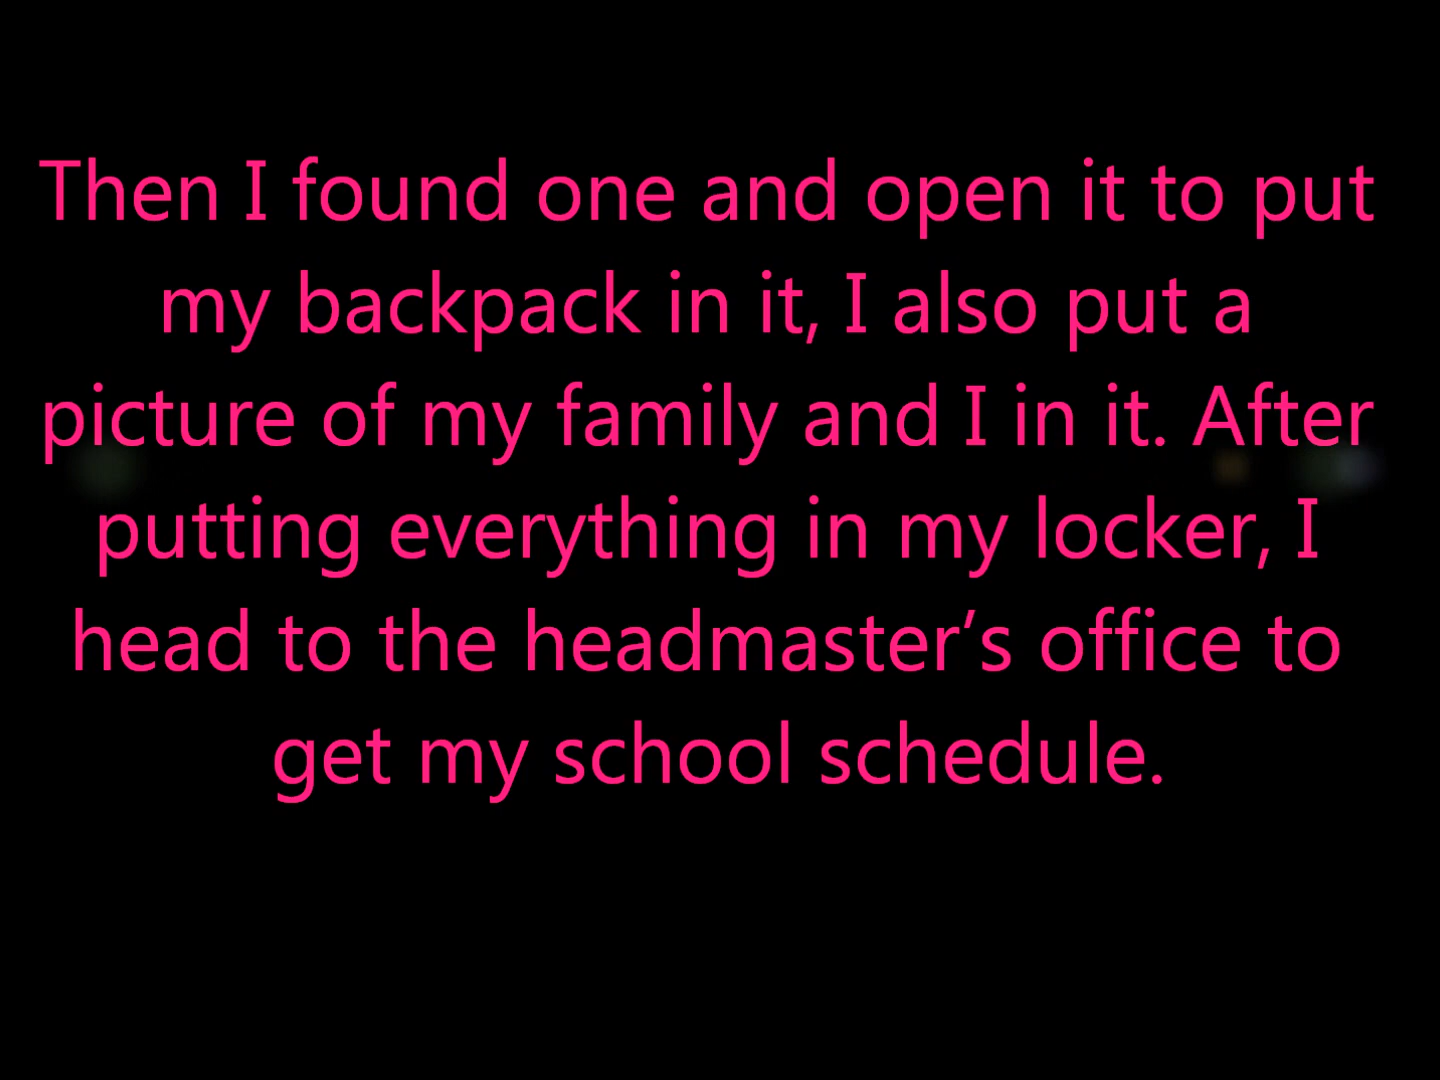 Then I found one and open it to put
my backpack in it, I also put a
picture of my family and I in it. After
putting everything in my locker, I
head to the headmaster’s office to
get my school schedule.